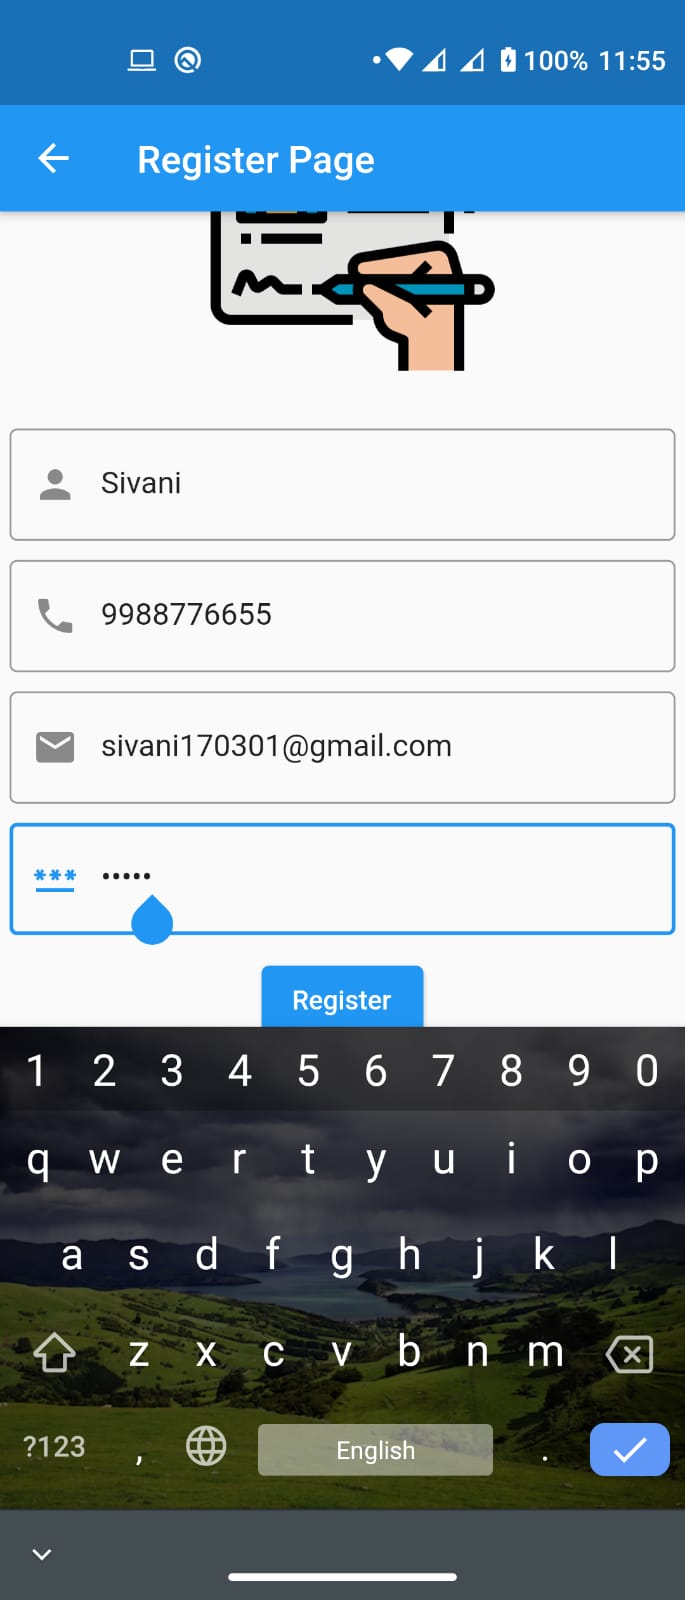 100% 11:55
Register Page
Sivani
9988776655
sivani170301@gmail.com
*** •••••
Register
1 2 3 4 5 6 7 8 9 0
q w e r t y u i o p
a s d f g h j k l
z x c v b n m
?123 , English .